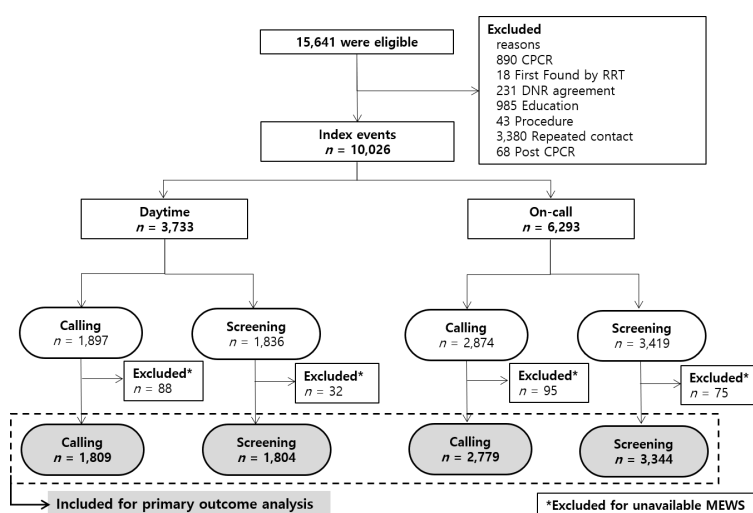 15,641 were eligible
Excluded
reasons
890 CPCR
18 First Found by RRT
231 DNR agreement
985 Education
43 Procedure
3,380 Repeated contact
68 Post CPCR
Index events
n = 10,026
Daytime
n = 3,733
On-call
n = 6,293
Calling
n = 1,897
Screening
n = 1,836
Calling
n = 2,874
Screening
n = 3,419
Excluded*
n = 88
Excluded*
n = 32
Excluded*
n = 95
Excluded*
n = 75
Calling
n = 1,809
Screening
n = 1,804
Calling
n = 2,779
Screening
n = 3,344
Included for primary outcome analysis
*Excluded for unavailable MEWS